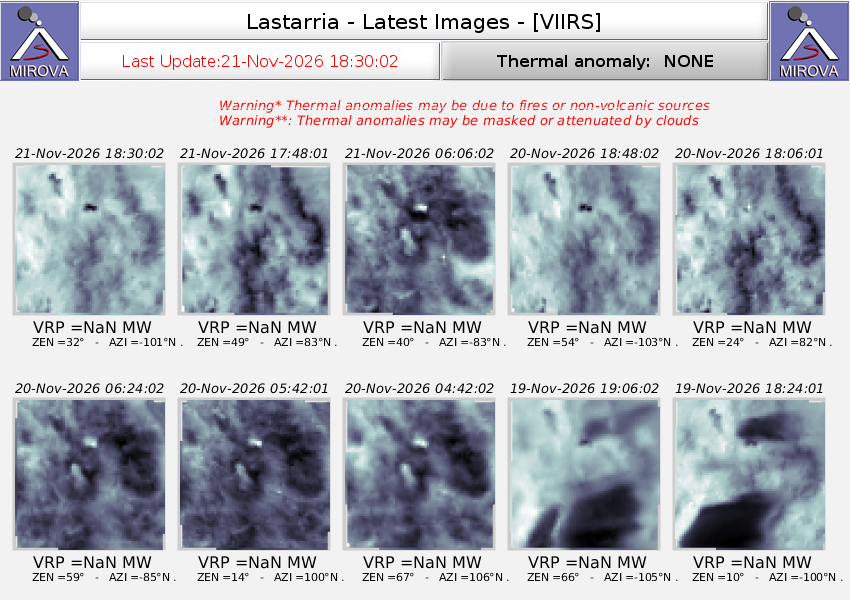 Lastarria - Latest Images - [VIIRS]
MIROVA
MIROVA
Last Update:21-Nov-2026 18:30:02
Thermal anomaly: NONE
Warning* Thermal anomalies may be due to fires or non-volcanic sources
Warning**: Thermal anomalies may be masked or attenuated by clouds
21-Nov-2026 18:30:02 21-Nov-2026 17:48:01 21-Nov-2026 06:06:02 20-Nov-2026 18:48:02 20-Nov-2026 18:06:01
VRP =NaN MW VRP =NaN MW VRP =NaN MW VRP =NaN MW VRP =NaN MW
ZEN =32° - AZI =-101°N . ZEN =49° - AZI =83°N . ZEN =40° - AZI =-83°N . ZEN =54° - AZI =-103°N . ZEN =24° - AZI =82°N .
20-Nov-2026 06:24:02 20-Nov-2026 05:42:01 20-Nov-2026 04:42:02 19-Nov-2026 19:06:02 19-Nov-2026 18:24:01
VRP =NaN MW VRP =NaN MW VRP =NaN MW VRP =NaN MW VRP =NaN MW
ZEN =59° - AZI =-85°N . ZEN =14° - AZI =100°N . ZEN =67° - AZI =106°N . ZEN =66° - AZI =-105°N . ZEN =10° - AZI =-100°N .